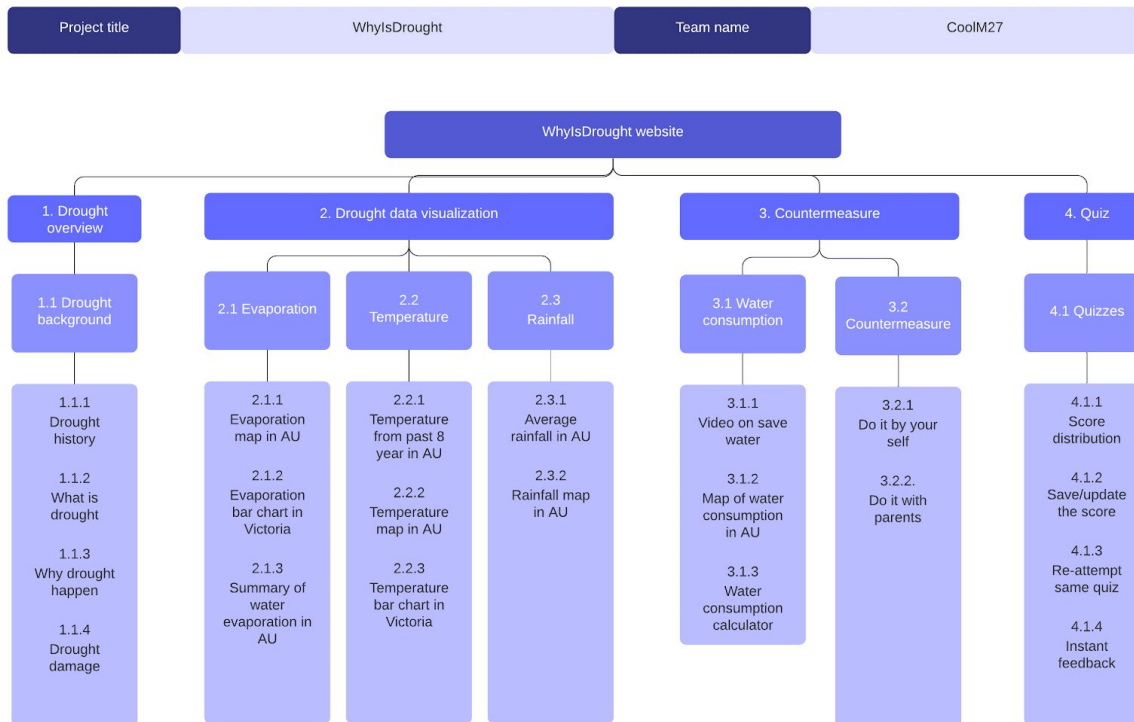 Project title
WhyIsDrought
Team name
CoolM27
WhyIsDrought website
1. Drought
overview
2. Drought data visualization
3. Countermeasure
4. Quiz
1.1 Drought
background
2.1 Evaporation
2.2
Temperature
2.3
Rainfall
3.1 Water
consumption
3.2
Countermeasure
4.1 Quizzes
1.1.1
Drought
history
1.1.2
What is
drought
1.1.3
Why drought
happen
1.1.4
Drought
damage
2.1.1
Evaporation
map in AU
2.1.2
Evaporation
bar chart in
Victoria
2.1.3
Summary of
water
evaporation in
AU
2.2.1
Temperature
from past 8
year in AU
2.2.2
Temperature
map in AU
2.2.3
Temperature
bar chart in
Victoria
2.3.1
Average
rainfall in AU
2.3.2
Rainfall map
in AU
3.1.1
Video on save
water
3.1.2
Map of water
consumption
in AU
3.1.3
Water
consumption
calculator
3.2.1
Do it by your
self
3.2.2.
Do it with
parents
4.1.1
Score
distribution
4.1.2
Save/update
the score
4.1.3
Re-attempt
same quiz
4.1.4
Instant
feedback